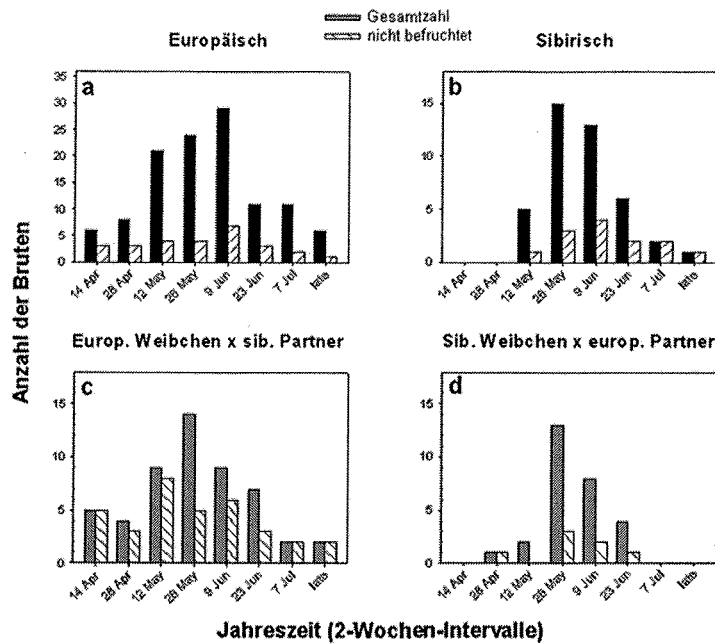 Gesamtzahl
nicht befruchtet
Europäisch
Sibirisch
a
35
30
25
20
15
10
5
0
14 Apr
28 Apr
12 May
26 May
9 Jun
23 Jun
7 Jul
late
b
15
10
5
0
14 Apr
28 Apr
12 May
26 May
9 Jun
23 Jun
7 Jul
late
Anzahl der Bruten
Europ. Weibchen x sib. Partner
Sib. Weibchen x europ. Partner
c
15
10
5
0
14 Apr
28 Apr
12 May
26 May
9 Jun
23 Jun
7 Jul
late
d
15
10
5
0
14 Apr
28 Apr
12 May
26 May
9 Jun
23 Jun
7 Jul
late
Jahreszeit (2-Wochen-Intervalle)